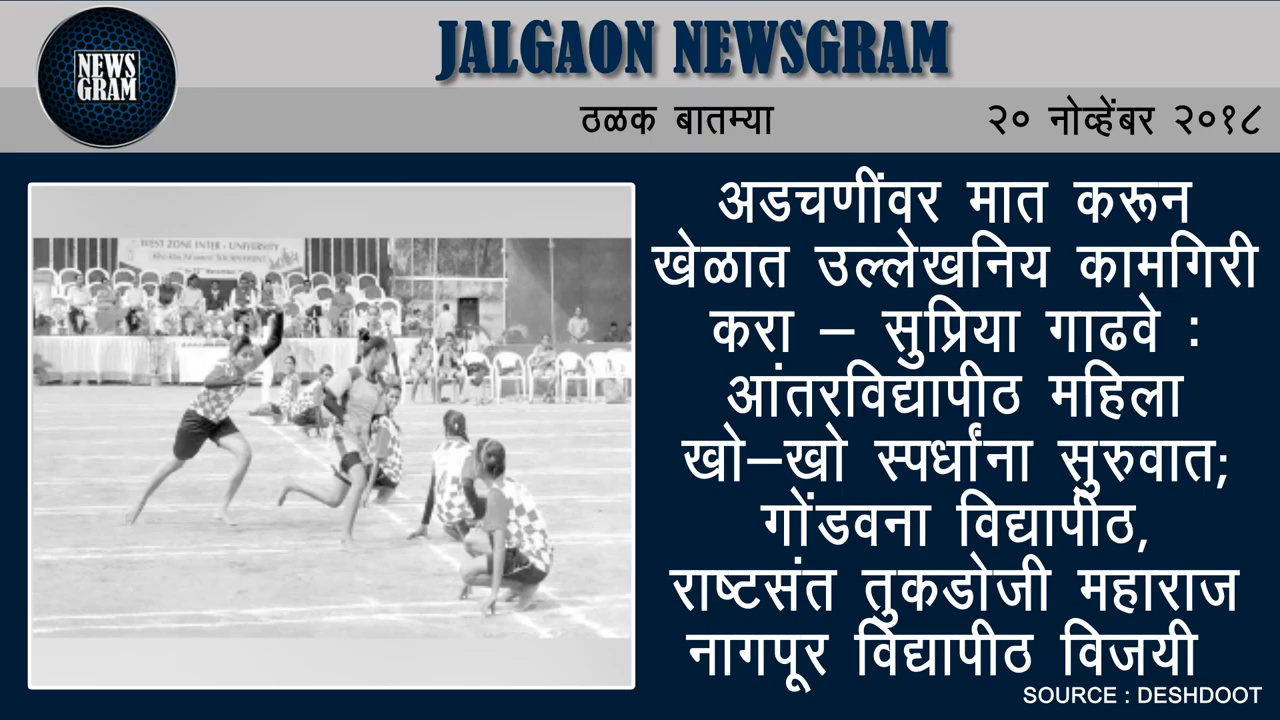 JALGAON NEWSGRAM
NEWS
GRAM
ठळक बातम्या
२० नोव्हेंबर २०१८
अडचणींवर मात करून
खेळात उल्लेखनिय कामगिरी
करा – सुप्रिया गाढवे :
आंतरविद्यापीठ महिला
खो–खो स्पर्धांना सुरुवात;
गोंडवना विद्यापीठ,
राष्टसंत तुकडोजी महाराज
नागपूर विद्यापीठ विजयी
WEST ZONE INTER - UNIVERSITY
SOURCE : DESHDOOT